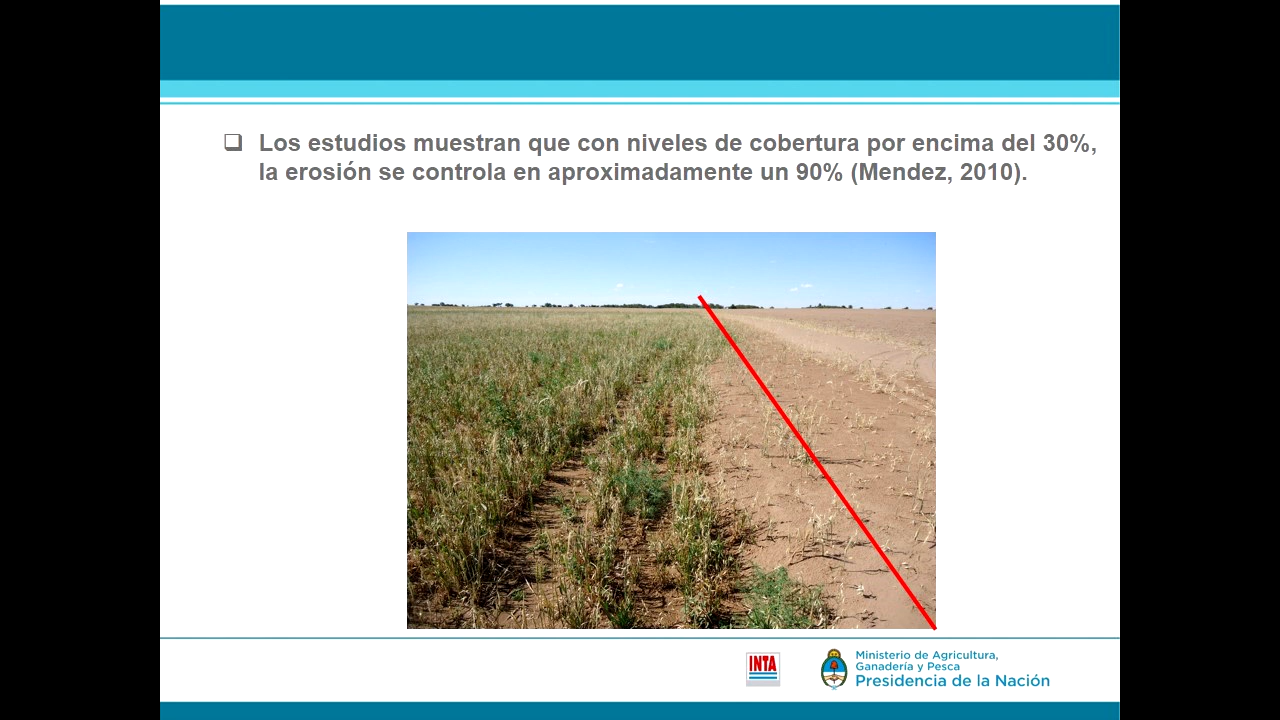 Los estudios muestran que con niveles de cobertura por encima del 30%,
la erosión se controla en aproximadamente un 90% (Mendez, 2010).
INTA
Ministerio de Agricultura,
Ganadería y Pesca
Presidencia de la Nación